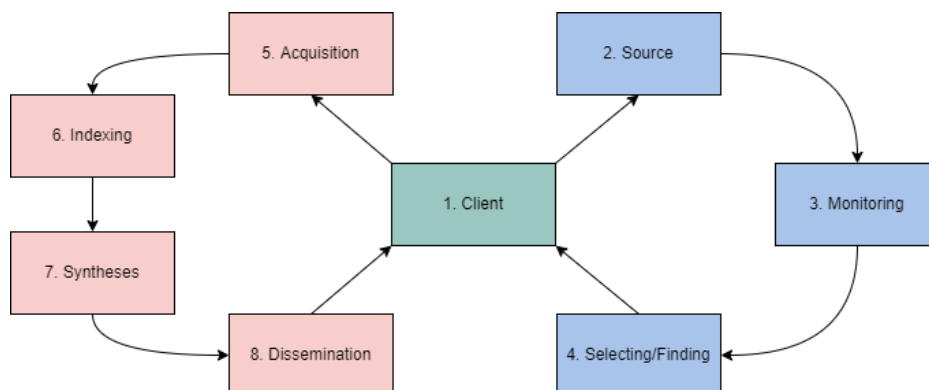 5. Acquisition
2. Source
6. Indexing
1. Client
3. Monitoring
7. Syntheses
8. Dissemination
4. Selecting/Finding